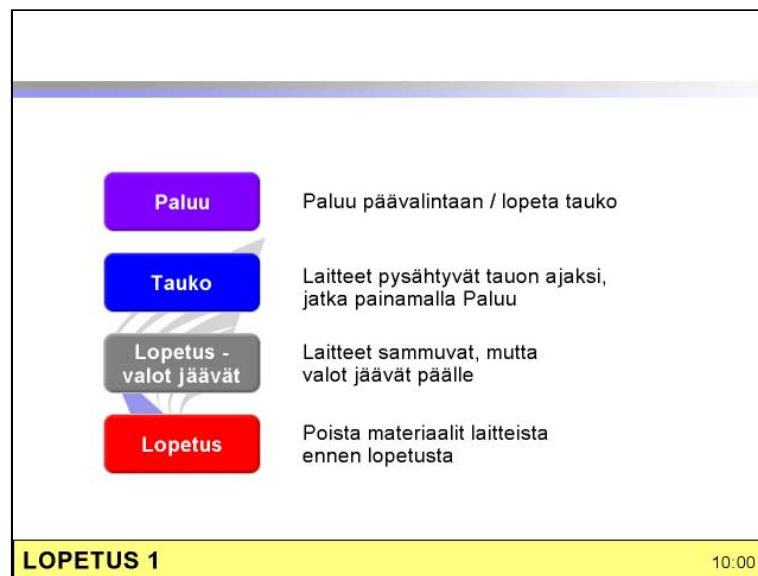 Paluu
Paluu päävalintaan / lopeta tauko
Tauko
Laitteet pysähtyvät tauon ajaksi,
jatka painamalla Paluu
Lopetus -
valot jäävät
Laitteet sammuvat, mutta
valot jäävät päälle
Lopetus
Poista materiaalit laitteista
ennen lopetusta
LOPETUS 1
10:00